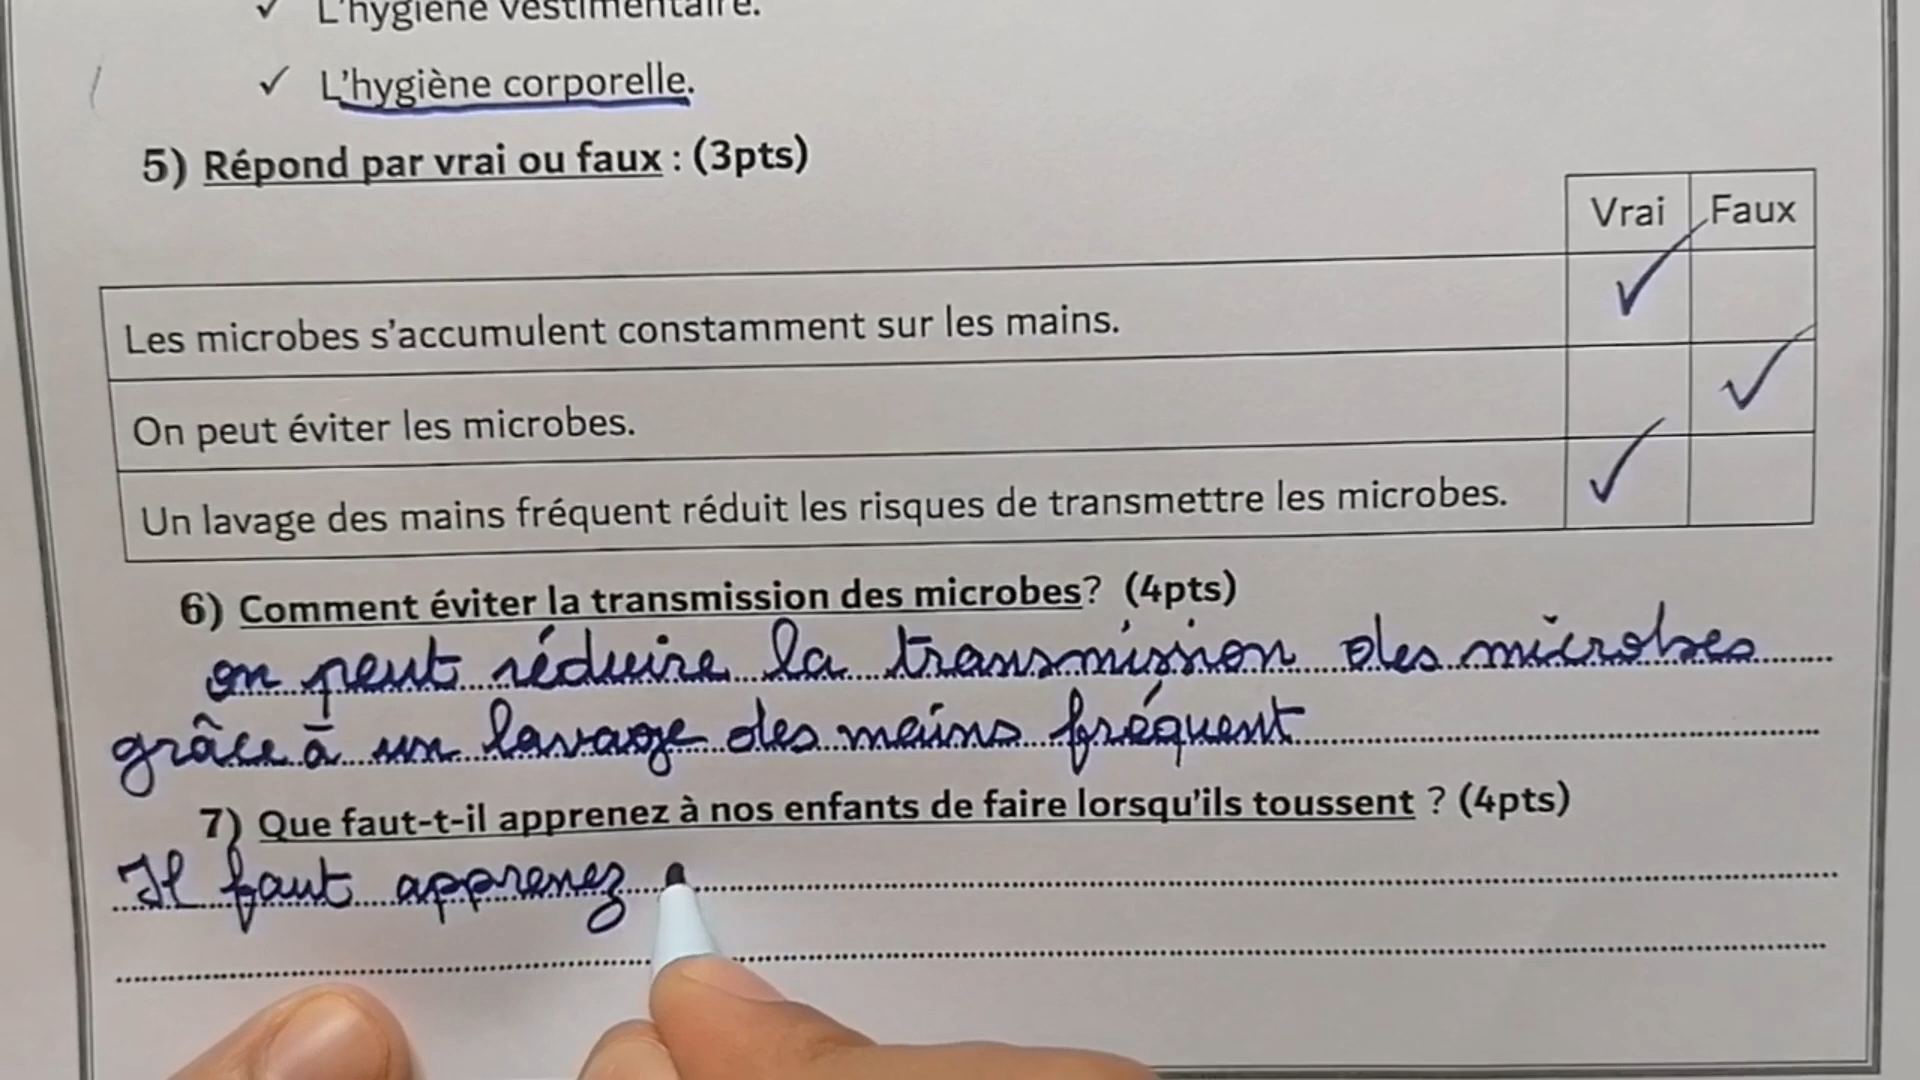 ✓ L'hygiène vestimentaire.
✓ L'hygiène corporelle.
5) Répond par vrai ou faux : (3pts)
Vrai Faux
Les microbes s'accumulent constamment sur les mains. ✓
On peut éviter les microbes. ✓
Un lavage des mains fréquent réduit les risques de transmettre les microbes. ✓
6) Comment éviter la transmission des microbes? (4pts)
on peut réduire la transmission des microbes
grâce à un lavage des mains fréquent
7) Que faut-t-il apprenez à nos enfants de faire lorsqu'ils toussent ? (4pts)
Il faut apprenez